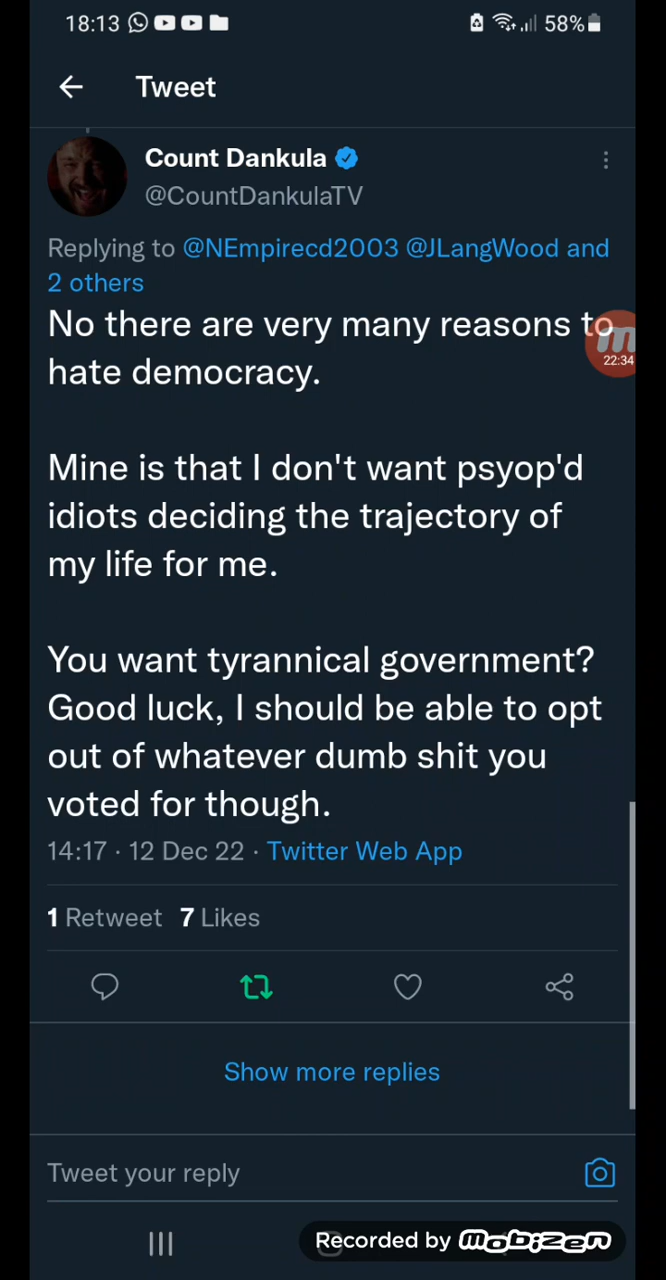 18:13 58%
Tweet
Count Dankula
@CountDankulaTV
Replying to @NEmpirecd2003 @JLangWood and
2 others
No there are very many reasons to
hate democracy.
22:34
Mine is that I don't want psyop'd
idiots deciding the trajectory of
my life for me.
You want tyrannical government?
Good luck, I should be able to opt
out of whatever dumb shit you
voted for though.
14:17 · 12 Dec 22 · Twitter Web App
1 Retweet 7 Likes
Show more replies
Tweet your reply
Recorded by mobizen